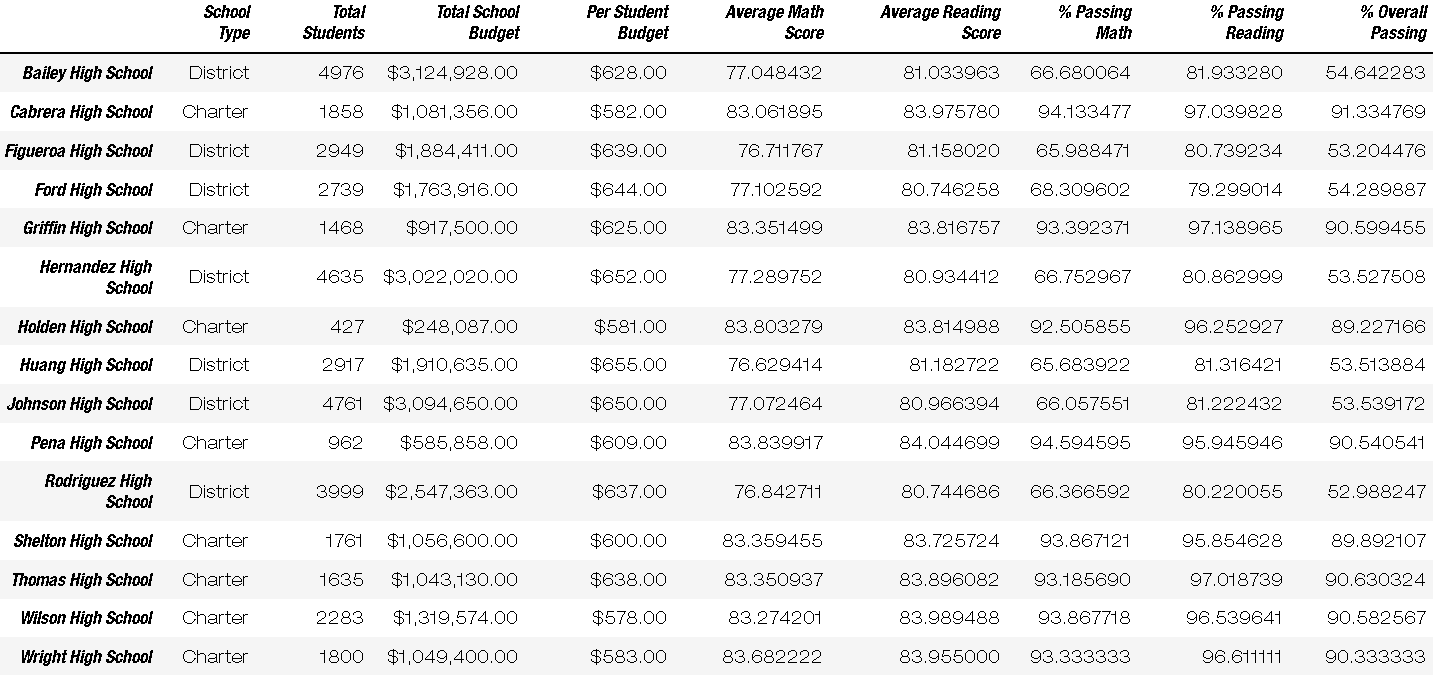 School Type Total Students Total School Budget Per Student Budget Average Math Score Average Reading Score % Passing Math % Passing Reading % Overall Passing
Bailey High School District 4976 $3,124,928.00 $628.00 77.048432 81.033963 66.680064 81.933280 54.642283
Cabrera High School Charter 1858 $1,081,356.00 $582.00 83.061895 83.975780 94.133477 97.039828 91.334769
Figueroa High School District 2949 $1,884,411.00 $639.00 76.711767 81.158020 65.988471 80.739234 53.204476
Ford High School District 2739 $1,763,916.00 $644.00 77.102592 80.746258 68.309602 79.299014 54.289887
Griffin High School Charter 1468 $917,500.00 $625.00 83.351499 83.816757 93.392371 97.138965 90.599455
Hernandez High School District 4635 $3,022,020.00 $652.00 77.289752 80.934412 66.752967 80.862999 53.527508
Holden High School Charter 427 $248,087.00 $581.00 83.803279 83.814988 92.505855 96.252927 89.227166
Huang High School District 2917 $1,910,635.00 $655.00 76.629414 81.182722 65.683922 81.316421 53.513884
Johnson High School District 4761 $3,094,650.00 $650.00 77.072464 80.966394 66.057551 81.222432 53.539172
Pena High School Charter 962 $585,858.00 $609.00 83.839917 84.044699 94.594595 95.945946 90.540541
Rodriguez High School District 3999 $2,547,363.00 $637.00 76.842711 80.744686 66.366592 80.220055 52.988247
Shelton High School Charter 1761 $1,056,600.00 $600.00 83.359455 83.725724 93.867121 95.854628 89.892107
Thomas High School Charter 1635 $1,043,130.00 $638.00 83.350937 83.896082 93.185690 97.018739 90.630324
Wilson High School Charter 2283 $1,319,574.00 $578.00 83.274201 83.989488 93.867718 96.539641 90.582567
Wright High School Charter 1800 $1,049,400.00 $583.00 83.682222 83.955000 93.333333 96.611111 90.333333